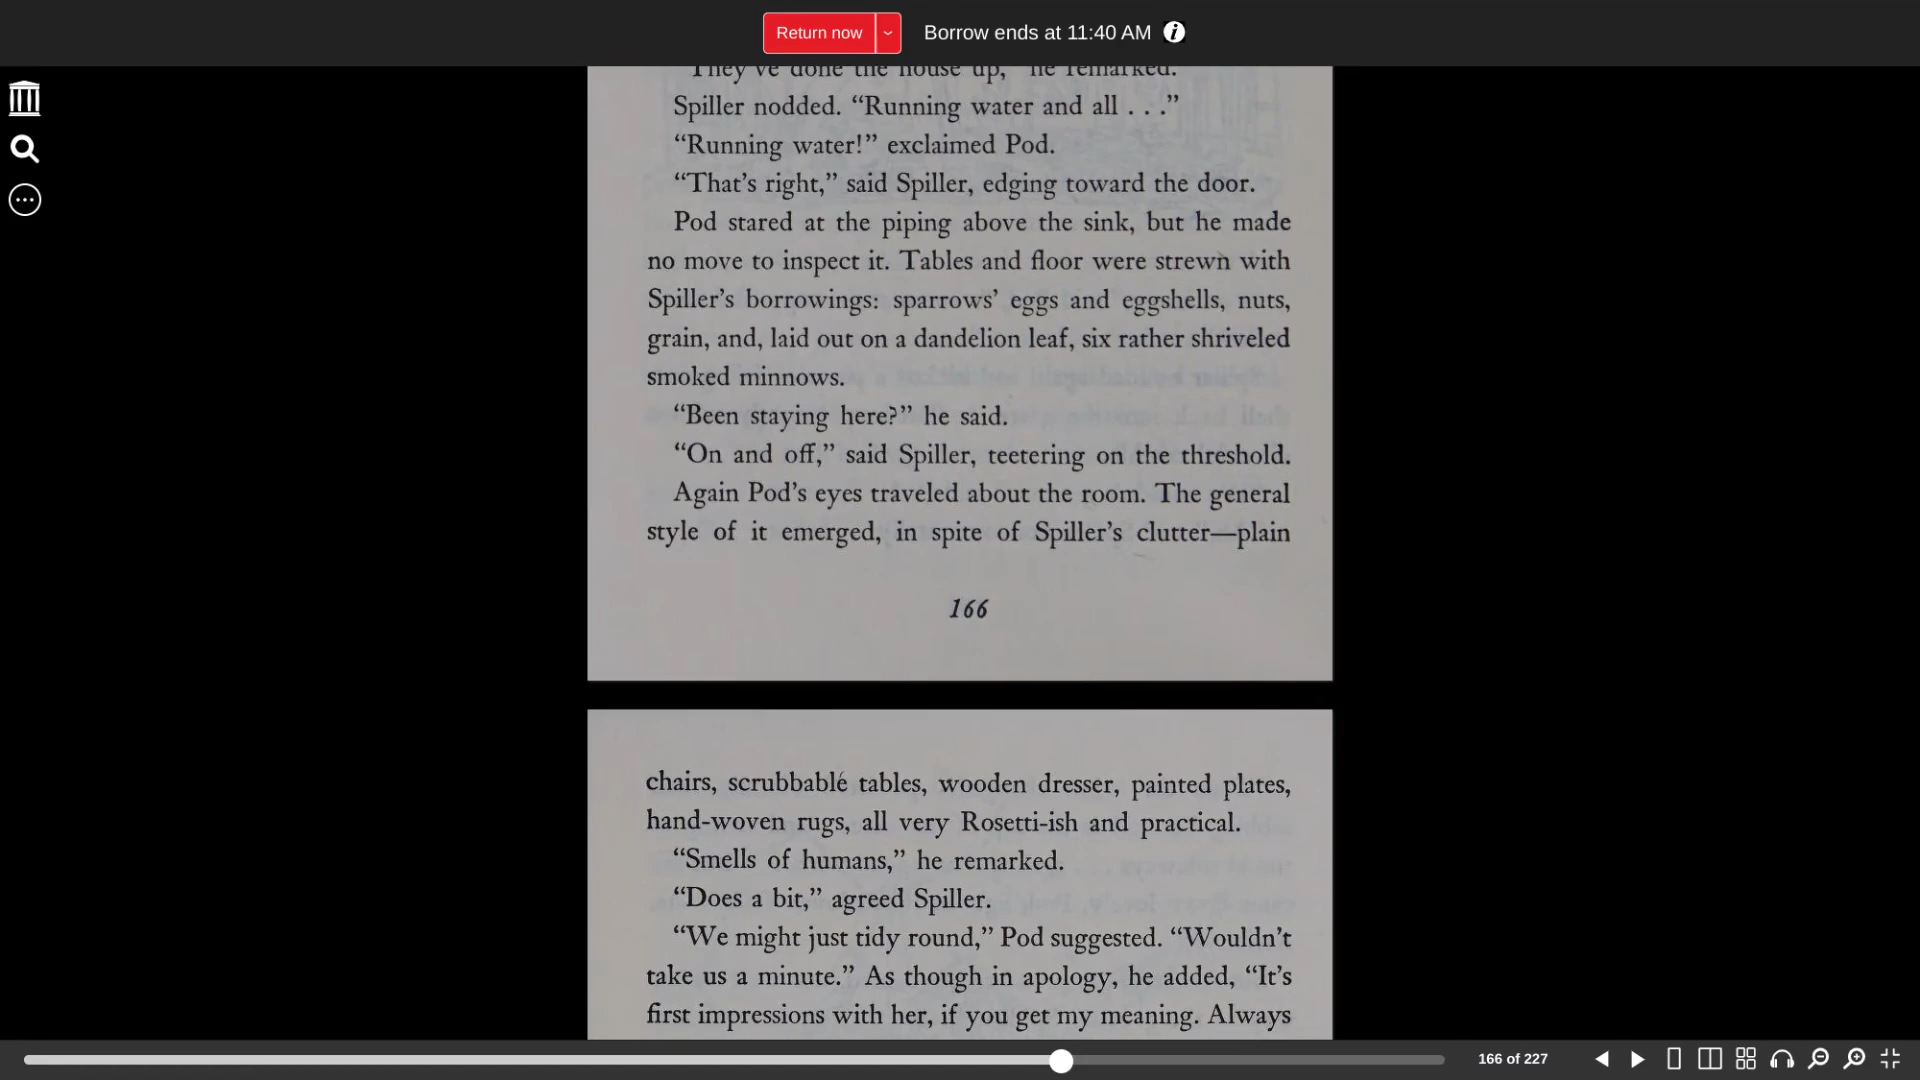 Return now
Borrow ends at 11:40 AM
They've done the house up," he remarked.
Spiller nodded. “Running water and all . . .”
“Running water!” exclaimed Pod.
“That’s right,” said Spiller, edging toward the door.
Pod stared at the piping above the sink, but he made
no move to inspect it. Tables and floor were strewn with
Spiller’s borrowings: sparrows’ eggs and eggshells, nuts,
grain, and, laid out on a dandelion leaf, six rather shriveled
smoked minnows.
“Been staying here?” he said.
“On and off,” said Spiller, teetering on the threshold.
Again Pod’s eyes traveled about the room. The general
style of it emerged, in spite of Spiller’s clutter—plain
166
chairs, scrubbable tables, wooden dresser, painted plates,
hand-woven rugs, all very Rosetti-ish and practical.
“Smells of humans,” he remarked.
“Does a bit,” agreed Spiller.
“We might just tidy round,” Pod suggested. “Wouldn’t
take us a minute.” As though in apology, he added, “It’s
first impressions with her, if you get my meaning. Always
166 of 227